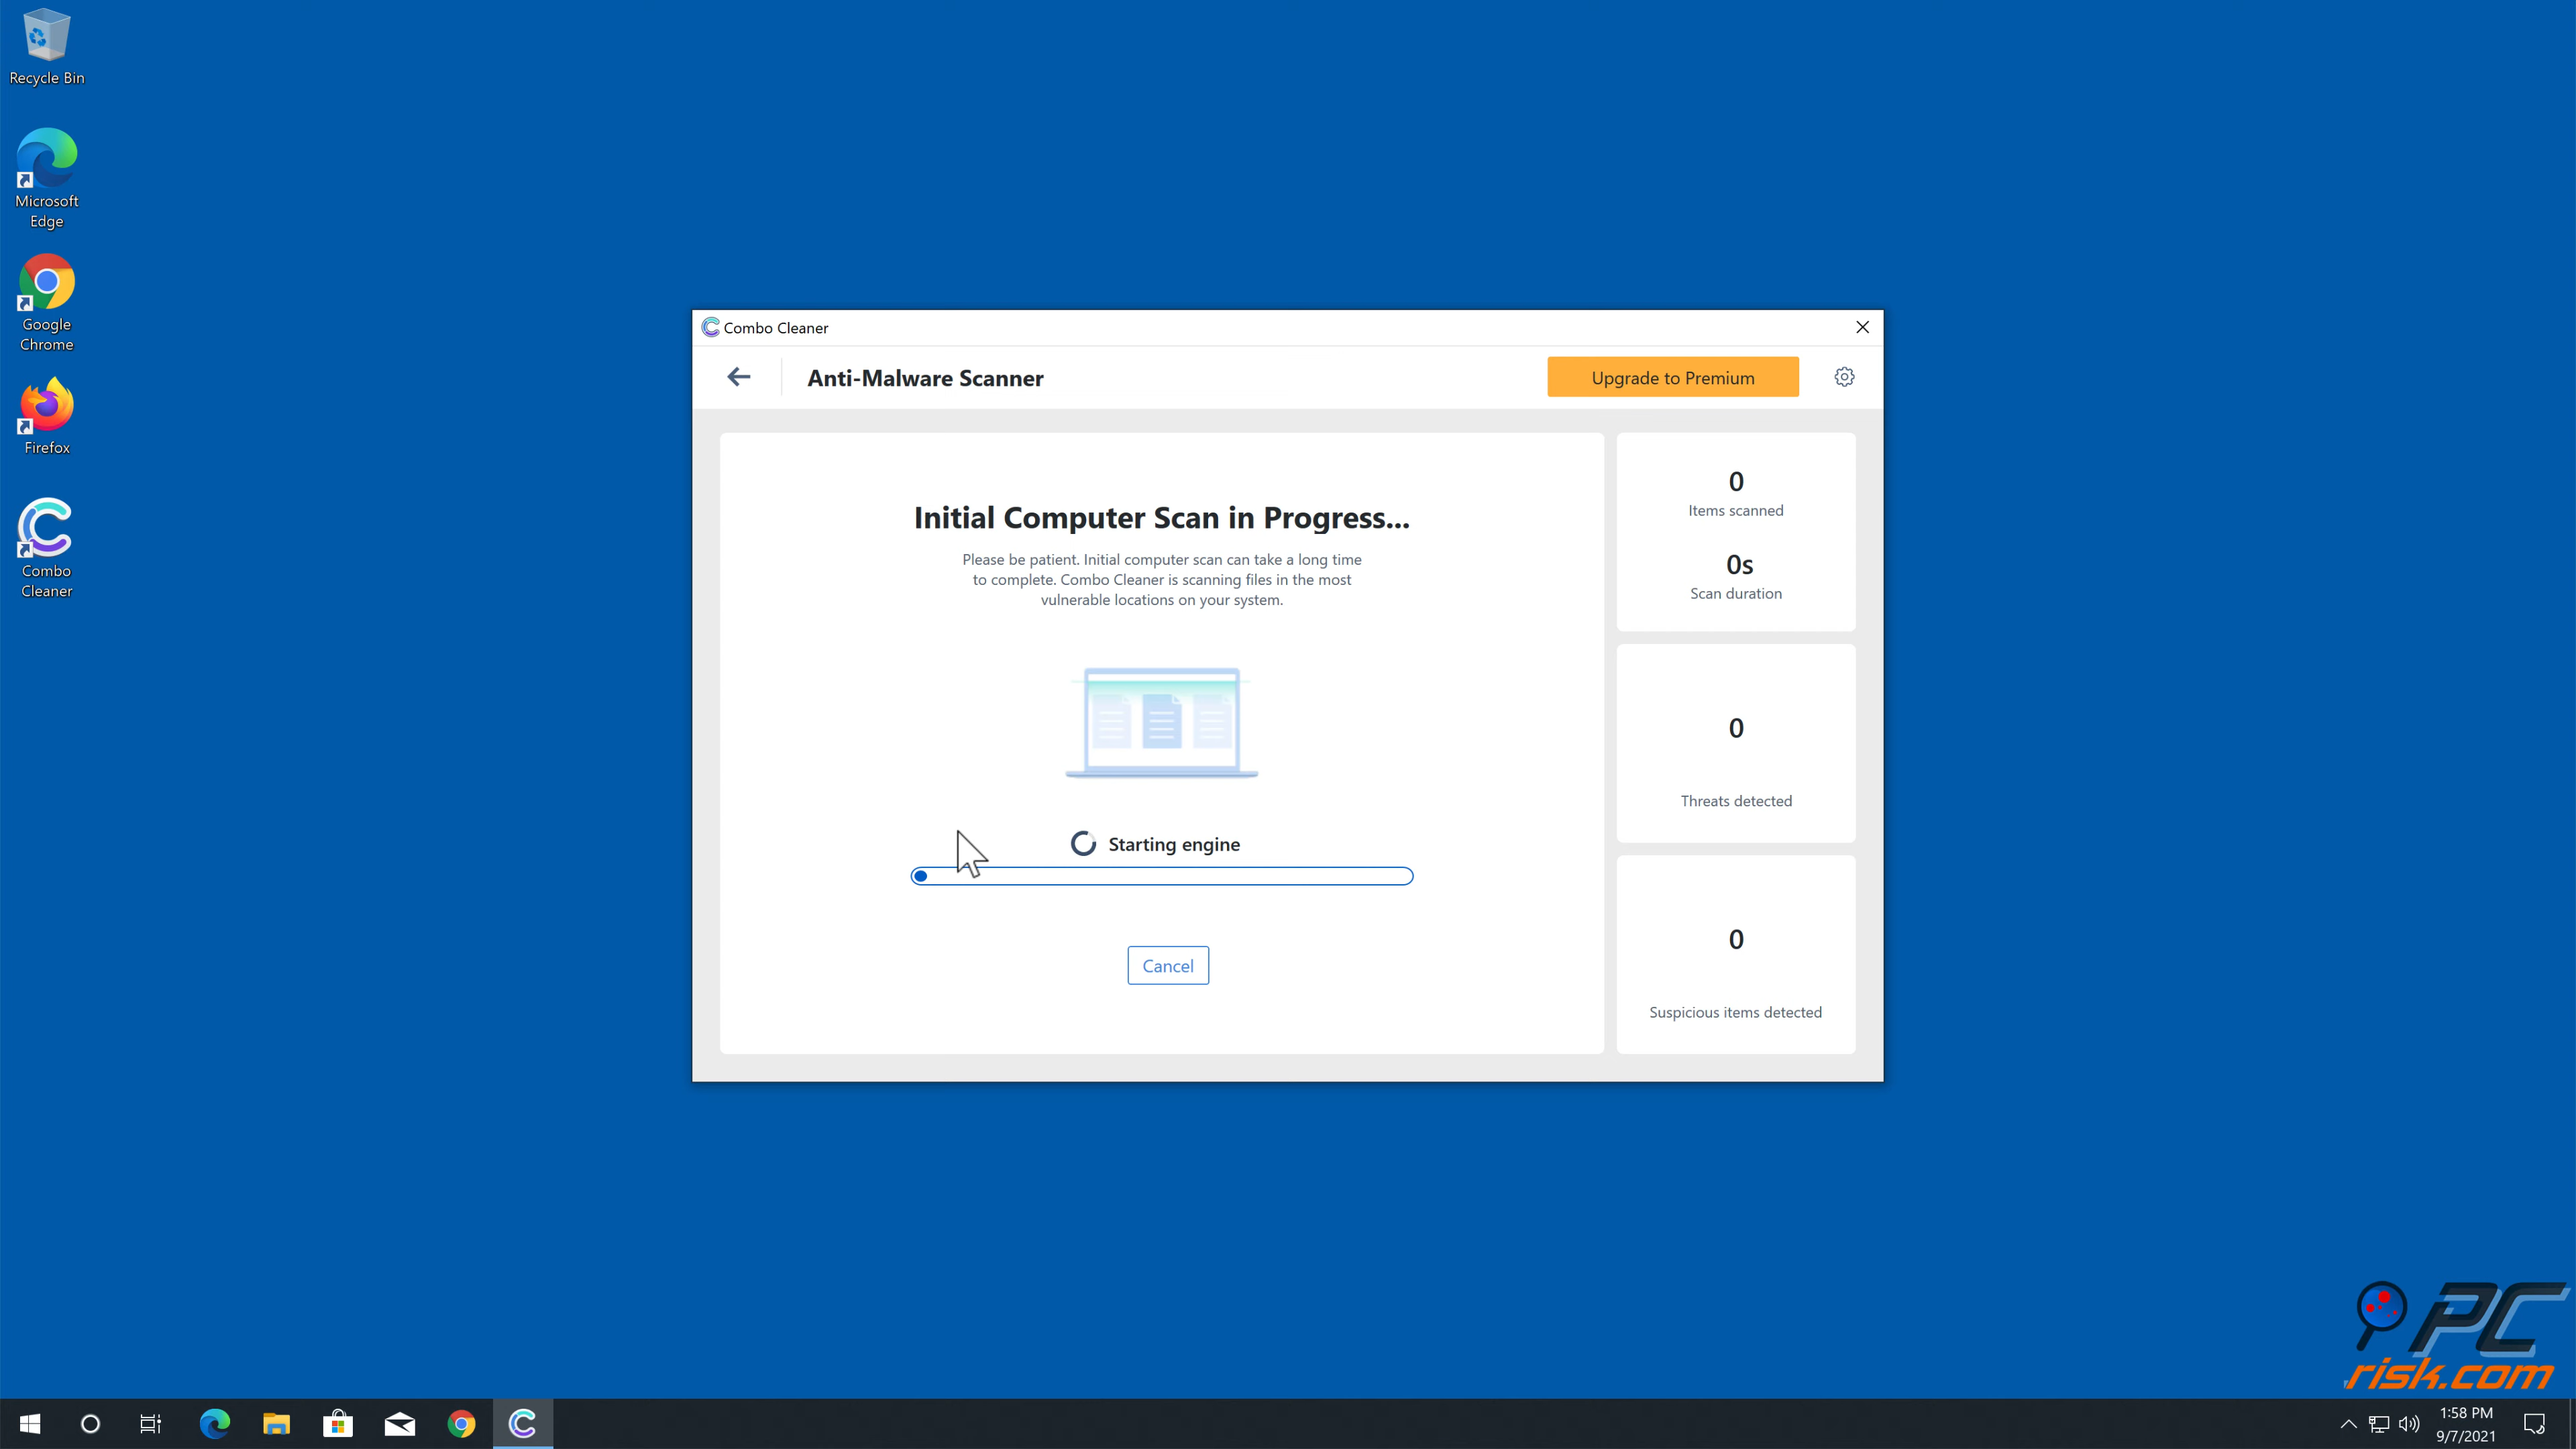 Recycle Bin
Microsoft
Edge
Google
Chrome
Firefox
Combo
Cleaner
Combo Cleaner
Anti-Malware Scanner
Upgrade to Premium
Initial Computer Scan in Progress...
Please be patient. Initial computer scan can take a long time
to complete. Combo Cleaner is scanning files in the most
vulnerable locations on your system.
Starting engine
Cancel
0
Items scanned
0s
Scan duration
0
Threats detected
0
Suspicious items detected
PC
risk.com
1:58 PM
9/7/2021